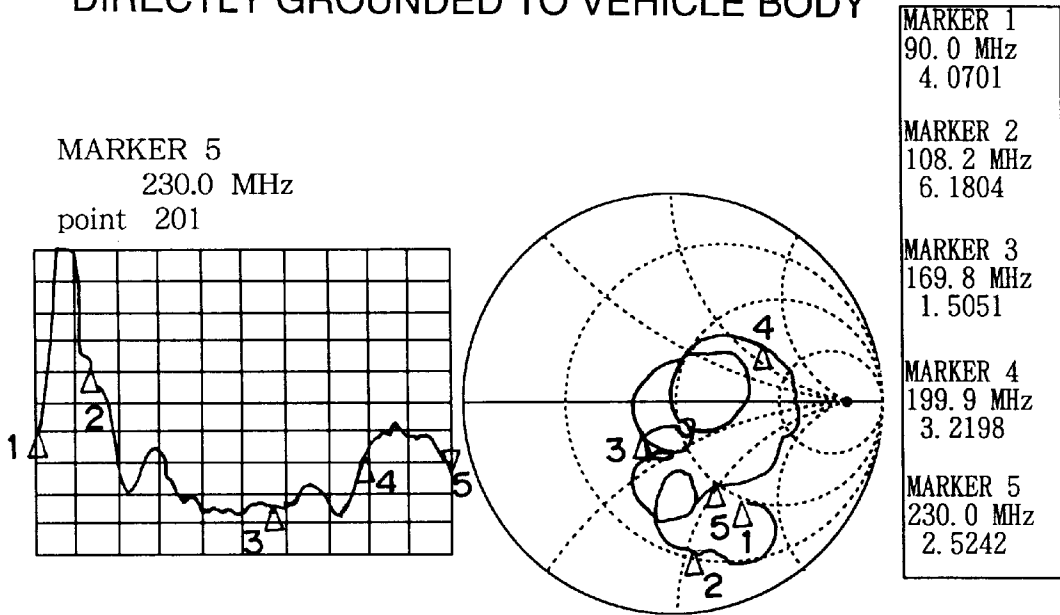 DIRECTLY GROUNDED TO VEHICLE BODY
MARKER 5
230.0 MHz
point 201
1
2
3
4
5
1
2
3
4
5
MARKER 1
90.0 MHz
4.0701
MARKER 2
108.2 MHz
6.1804
MARKER 3
169.8 MHz
1.5051
MARKER 4
199.9 MHz
3.2198
MARKER 5
230.0 MHz
2.5242